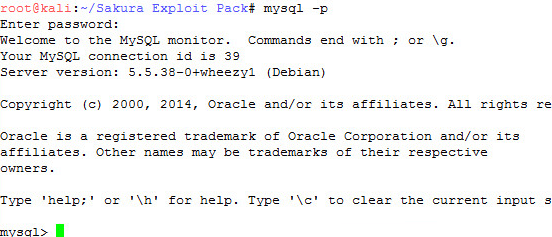 root@kali:~/Sakura Exploit Pack# mysql -p
Enter password:
Welcome to the MySQL monitor.  Commands end with ; or \g.
Your MySQL connection id is 39
Server version: 5.5.38-0+wheezy1 (Debian)
Copyright (c) 2000, 2014, Oracle and/or its affiliates. All rights re
Oracle is a registered trademark of Oracle Corporation and/or its
affiliates. Other names may be trademarks of their respective
owners.
Type 'help;' or '\h' for help. Type '\c' to clear the current input s
mysql>